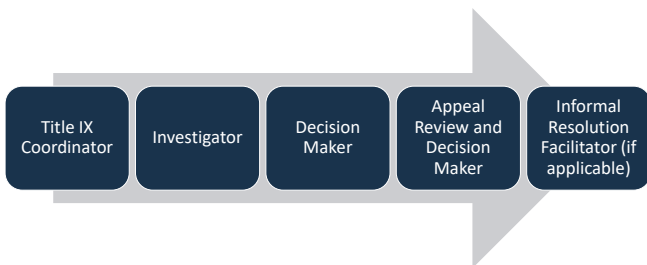 Title IX
Coordinator
Investigator
Decision
Maker
Appeal
Review and
Decision
Maker
Informal
Resolution
Facilitator (if
applicable)